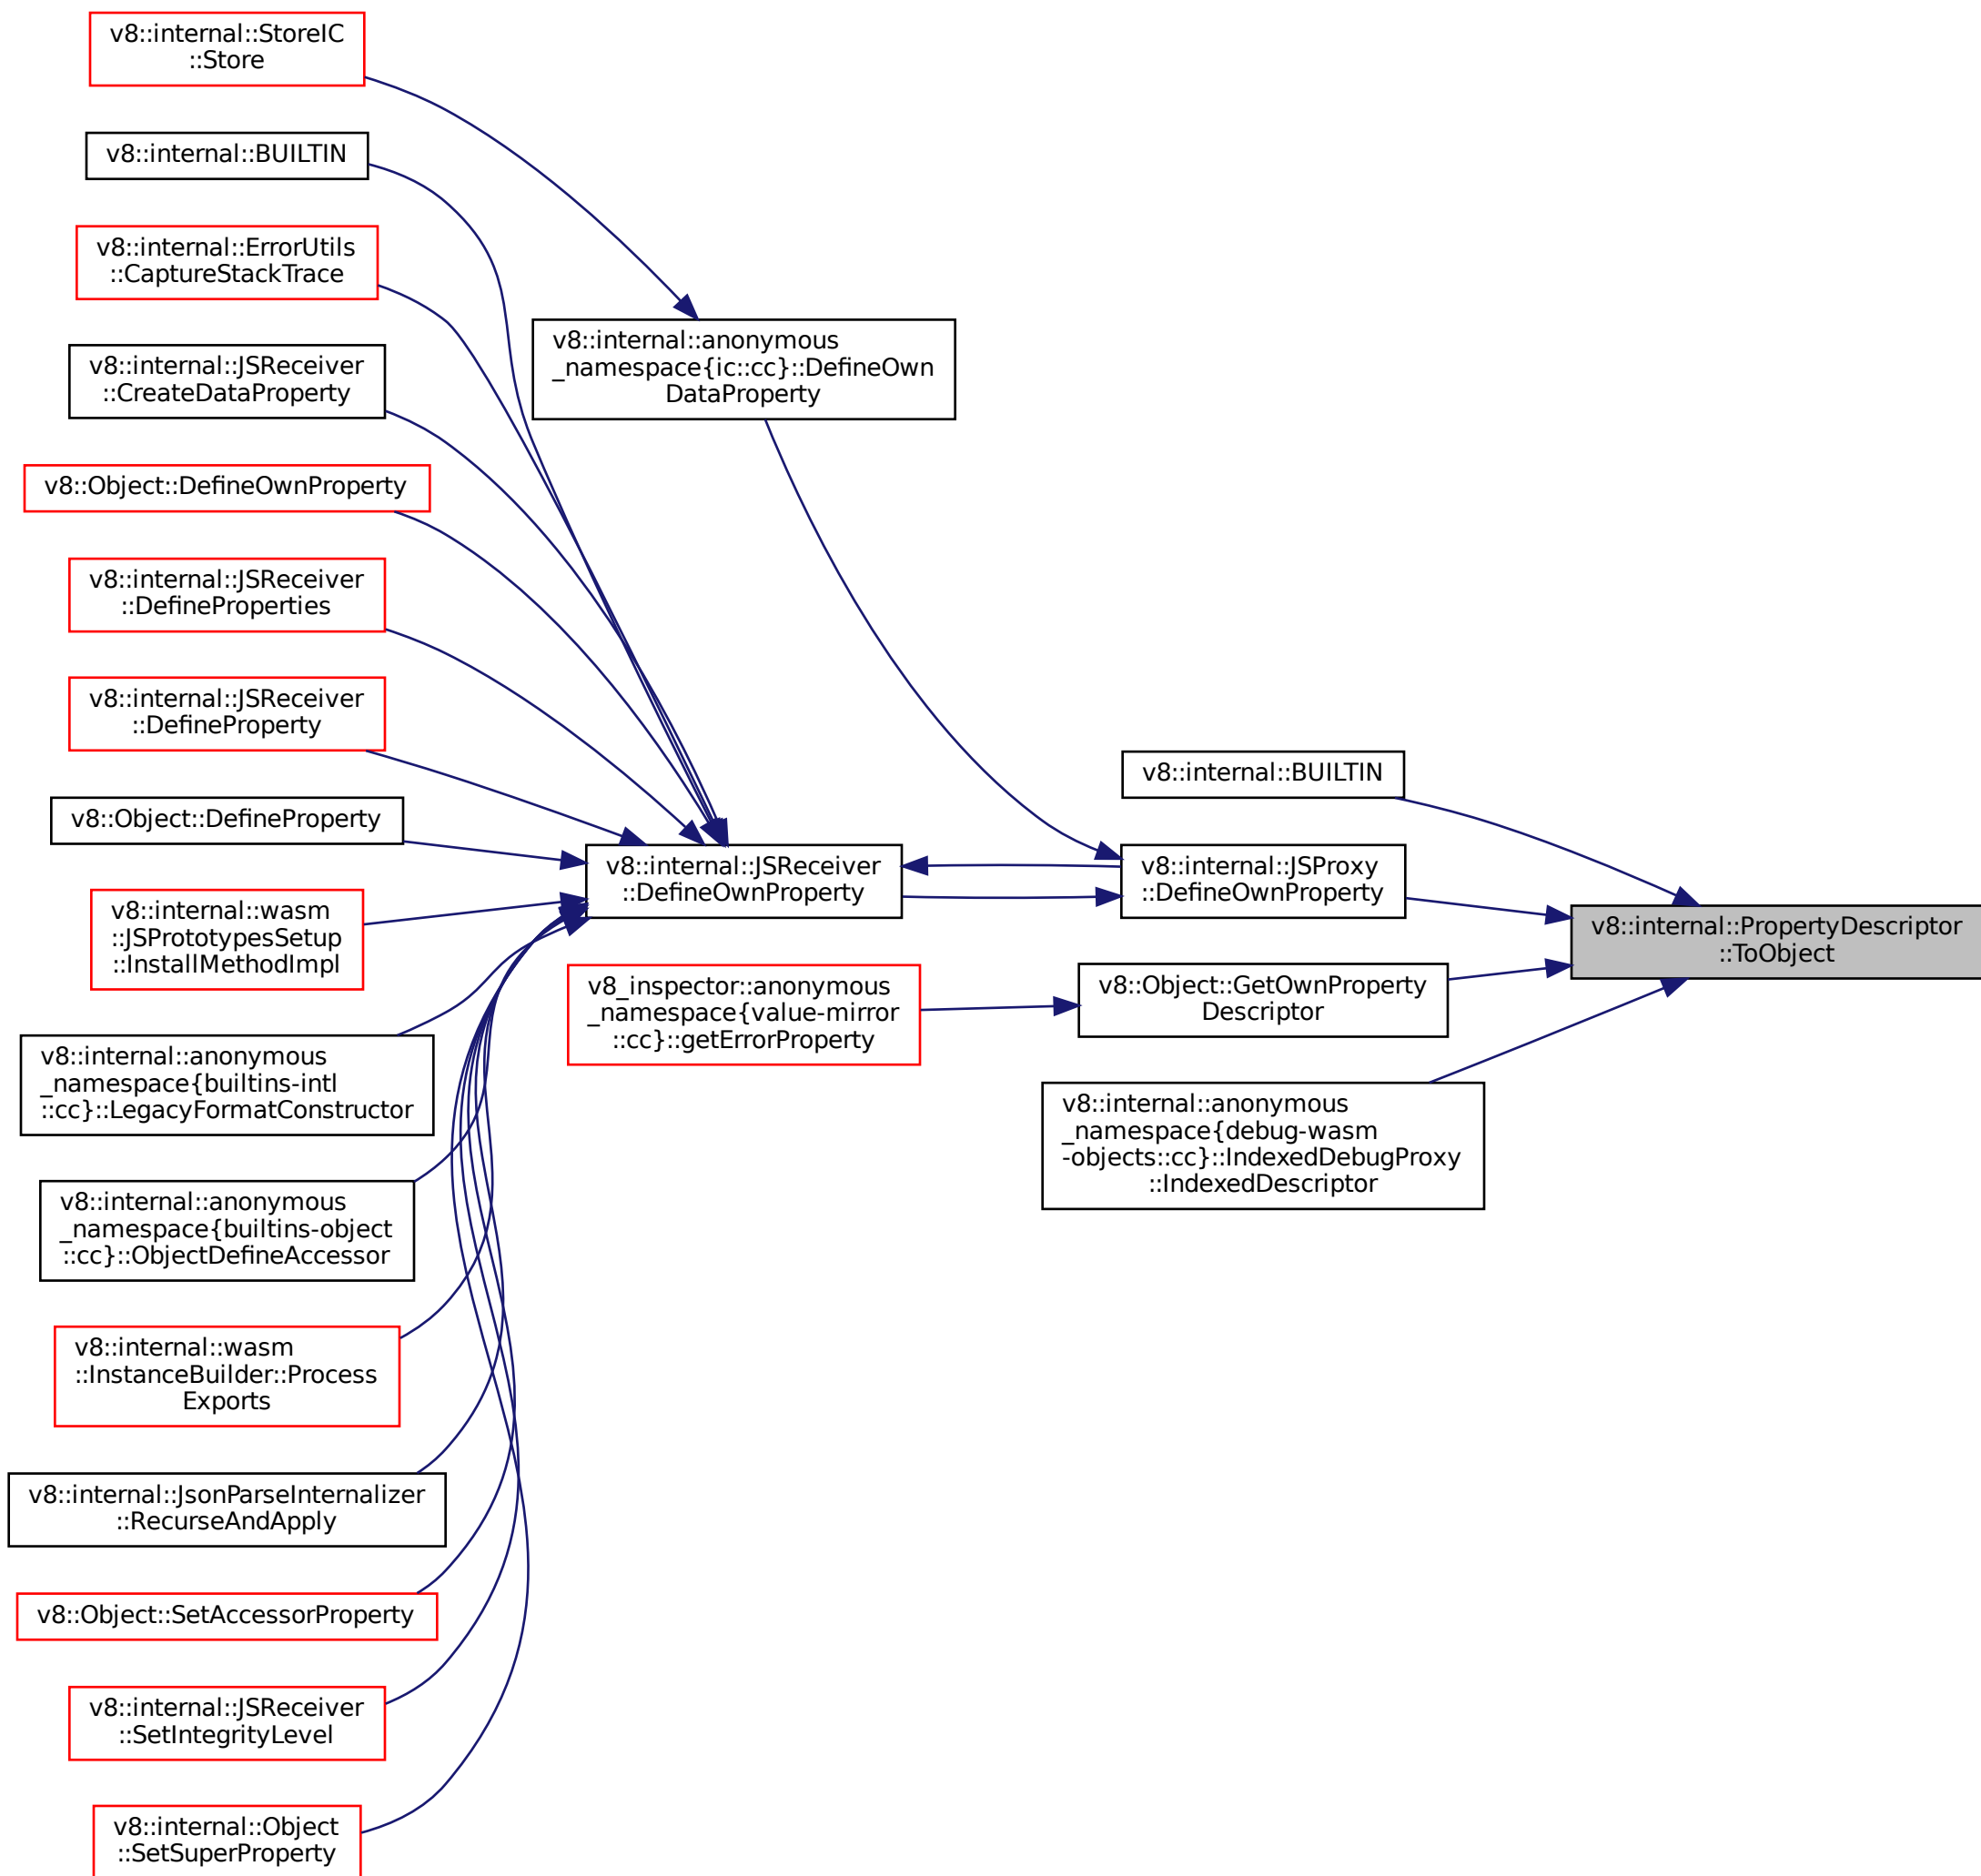 v8::internal::StoreIC
::Store
v8::internal::BUILTIN
v8::internal::ErrorUtils
::CaptureStackTrace
v8::internal::JSReceiver
::CreateDataProperty
v8::Object::DefineOwnProperty
v8::internal::JSReceiver
::DefineProperties
v8::internal::JSReceiver
::DefineProperty
v8::Object::DefineProperty
v8::internal::wasm
::JSPrototypesSetup
::InstallMethodImpl
v8::internal::anonymous
_namespace{builtins-intl
::cc}::LegacyFormatConstructor
v8::internal::anonymous
_namespace{builtins-object
::cc}::ObjectDefineAccessor
v8::internal::wasm
::InstanceBuilder::Process
Exports
v8::internal::JsonParseInternalizer
::RecurseAndApply
v8::Object::SetAccessorProperty
v8::internal::JSReceiver
::SetIntegrityLevel
v8::internal::Object
::SetSuperProperty
v8::internal::anonymous
_namespace{ic::cc}::DefineOwn
DataProperty
v8::internal::JSReceiver
::DefineOwnProperty
v8_inspector::anonymous
_namespace{value-mirror
::cc}::getErrorProperty
v8::internal::BUILTIN
v8::internal::JSProxy
::DefineOwnProperty
v8::Object::GetOwnProperty
Descriptor
v8::internal::anonymous
_namespace{debug-wasm
-objects::cc}::IndexedDebugProxy
::IndexedDescriptor
v8::internal::PropertyDescriptor
::ToObject